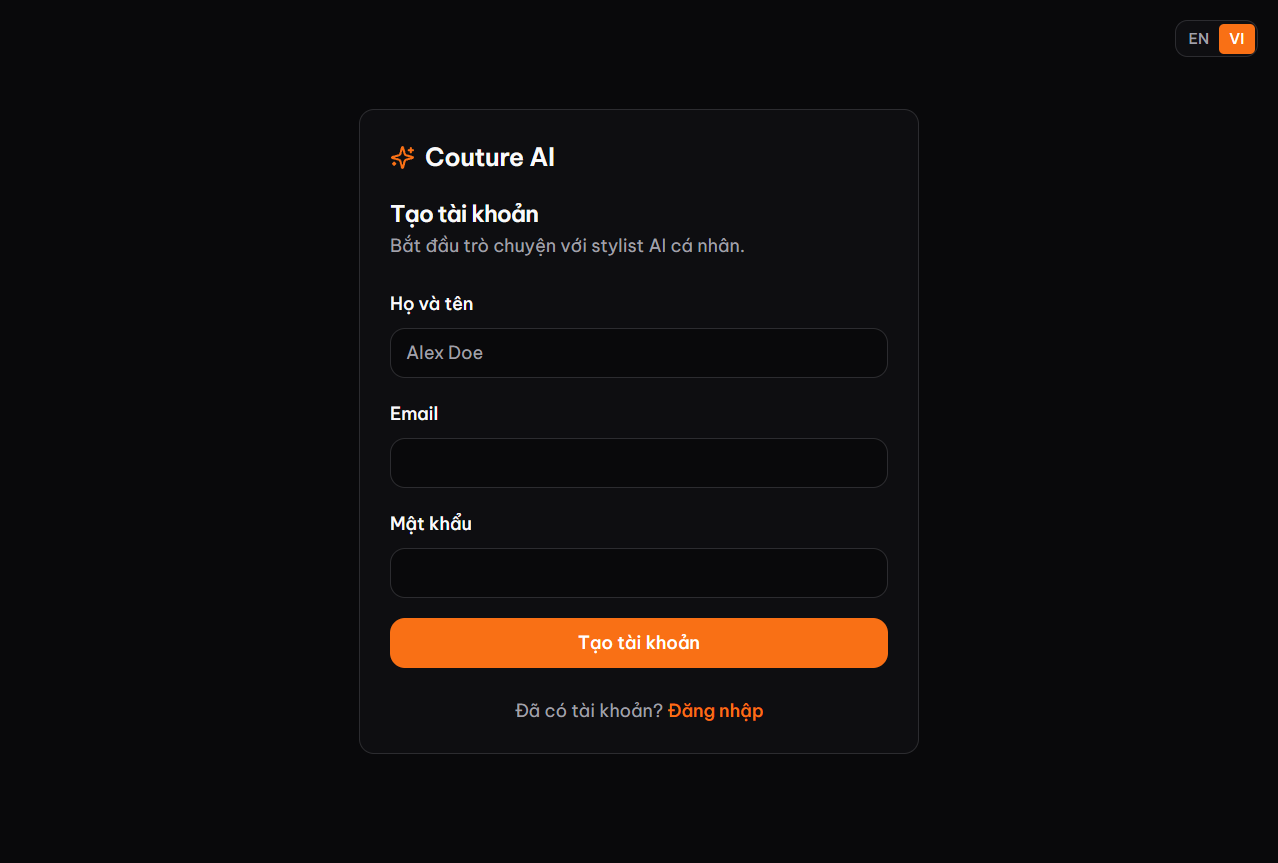 EN VI
Couture AI
Tạo tài khoản
Bắt đầu trò chuyện với stylist AI cá nhân.
Họ và tên
Alex Doe
Email
Mật khẩu
Tạo tài khoản
Đã có tài khoản? Đăng nhập